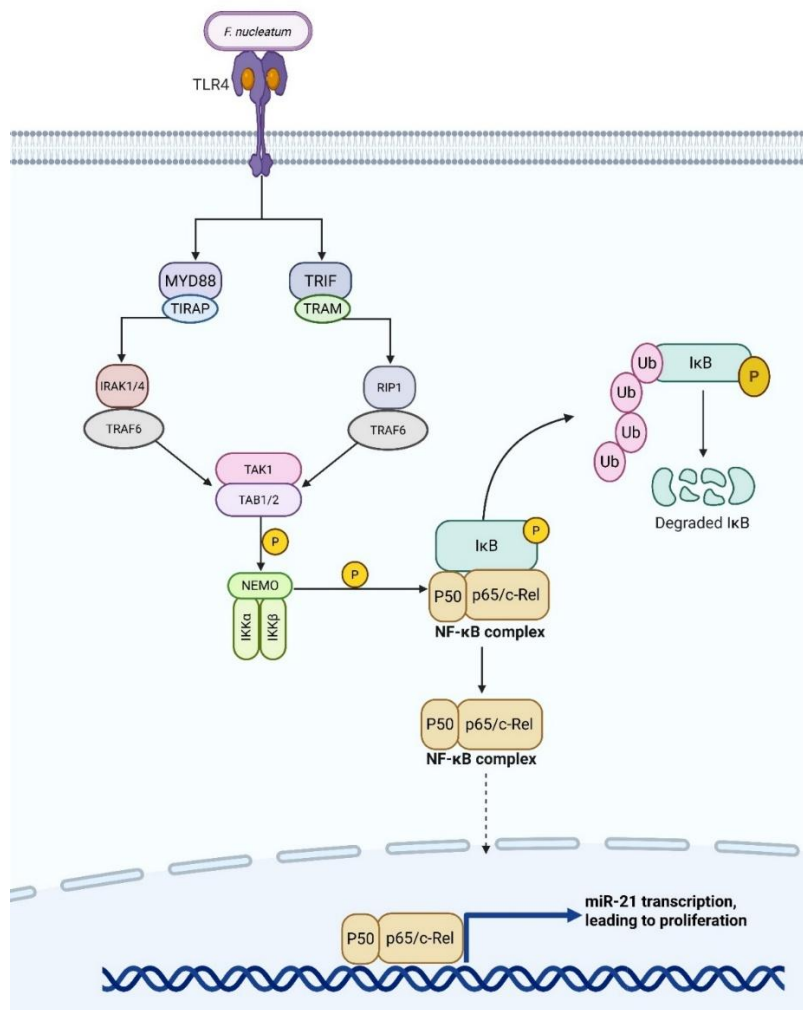 F. nucleatum
TLR4
MYD88
TIRAP
TRIF
TRAM
IRAK1/4
TRAF6
RIP1
TRAF6
TAK1
TAB1/2
P
NEMO
IKKα
IKKβ
P
IκB
P
P50
p65/c-Rel
NF-κB complex
Ub
Ub
Ub
Ub
IκB
P
Degraded IκB
P50
p65/c-Rel
NF-κB complex
P50
p65/c-Rel
miR-21 transcription,
leading to proliferation